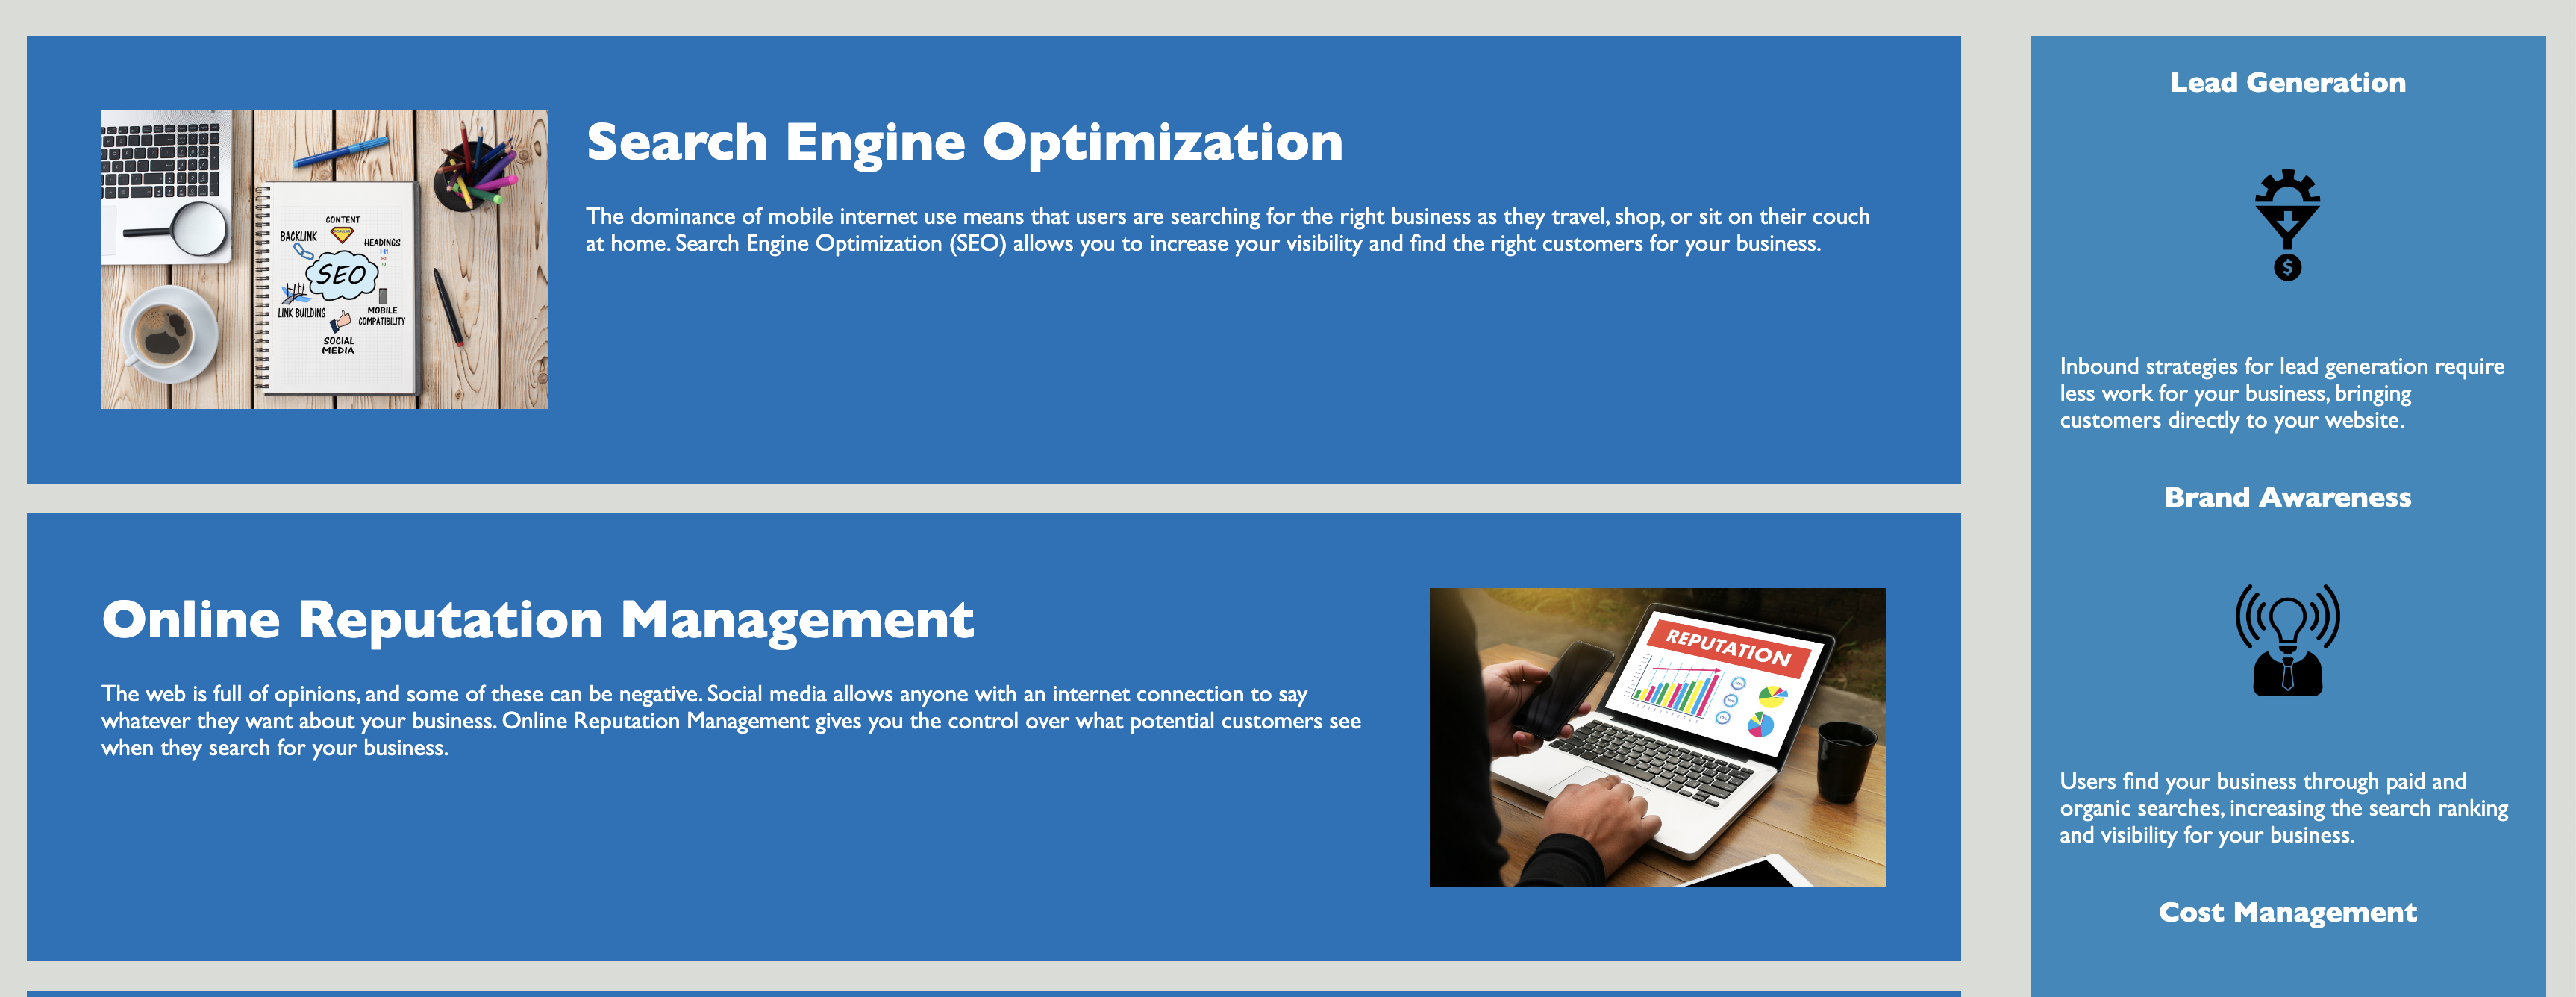 Search Engine Optimization
The dominance of mobile internet use means that users are searching for the right business as they travel, shop, or sit on their couch
at home. Search Engine Optimization (SEO) allows you to increase your visibility and find the right customers for your business.
CONTENT
BACKLINK
HEADINGS
SEO
LINK BUILDING
MOBILE
COMPATIBILITY
SOCIAL
MEDIA
Online Reputation Management
The web is full of opinions, and some of these can be negative. Social media allows anyone with an internet connection to say
whatever they want about your business. Online Reputation Management gives you the control over what potential customers see
when they search for your business.
REPUTATION
Lead Generation
$
Inbound strategies for lead generation require
less work for your business, bringing
customers directly to your website.
Brand Awareness
Users find your business through paid and
organic searches, increasing the search ranking
and visibility for your business.
Cost Management